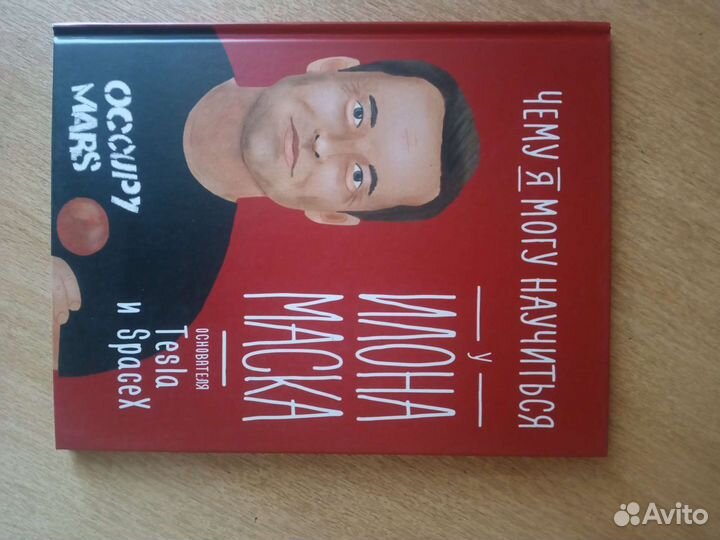 ЧЕМУ Я МОГУ НАУЧИТЬСЯ
У
ИЛОНА
МАСКА
ОСНОВАТЕЛЯ
Tesla
и SpaceX
OCCUPY
MARS
Avito